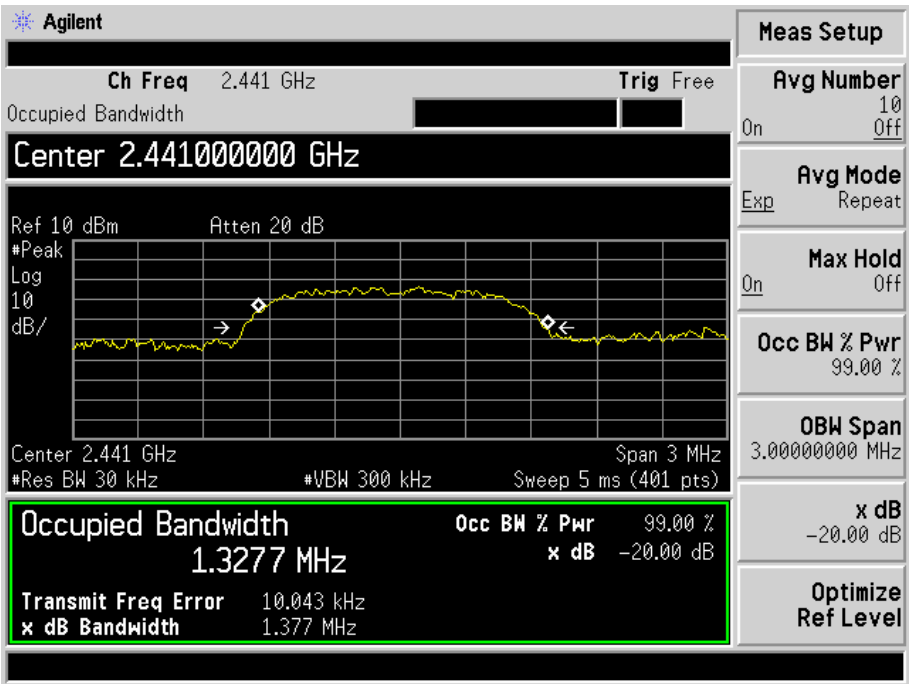 Agilent
Ch Freq 2.441 GHz Trig Free
Occupied Bandwidth
Center 2.441000000 GHz
Ref 10 dBm Atten 20 dB
#Peak
Log
10
dB/
Center 2.441 GHz Span 3 MHz
#Res BW 30 kHz #VBW 300 kHz Sweep 5 ms (401 pts)
Occupied Bandwidth Occ BW % Pwr 99.00 %
1.3277 MHz x dB -20.00 dB
Transmit Freq Error 10.043 kHz
x dB Bandwidth 1.377 MHz
Meas Setup
Avg Number
10
On Off
Avg Mode
Exp Repeat
Max Hold
On Off
Occ BW % Pwr
99.00 %
OBW Span
3.00000000 MHz
x dB
-20.00 dB
Optimize
Ref Level